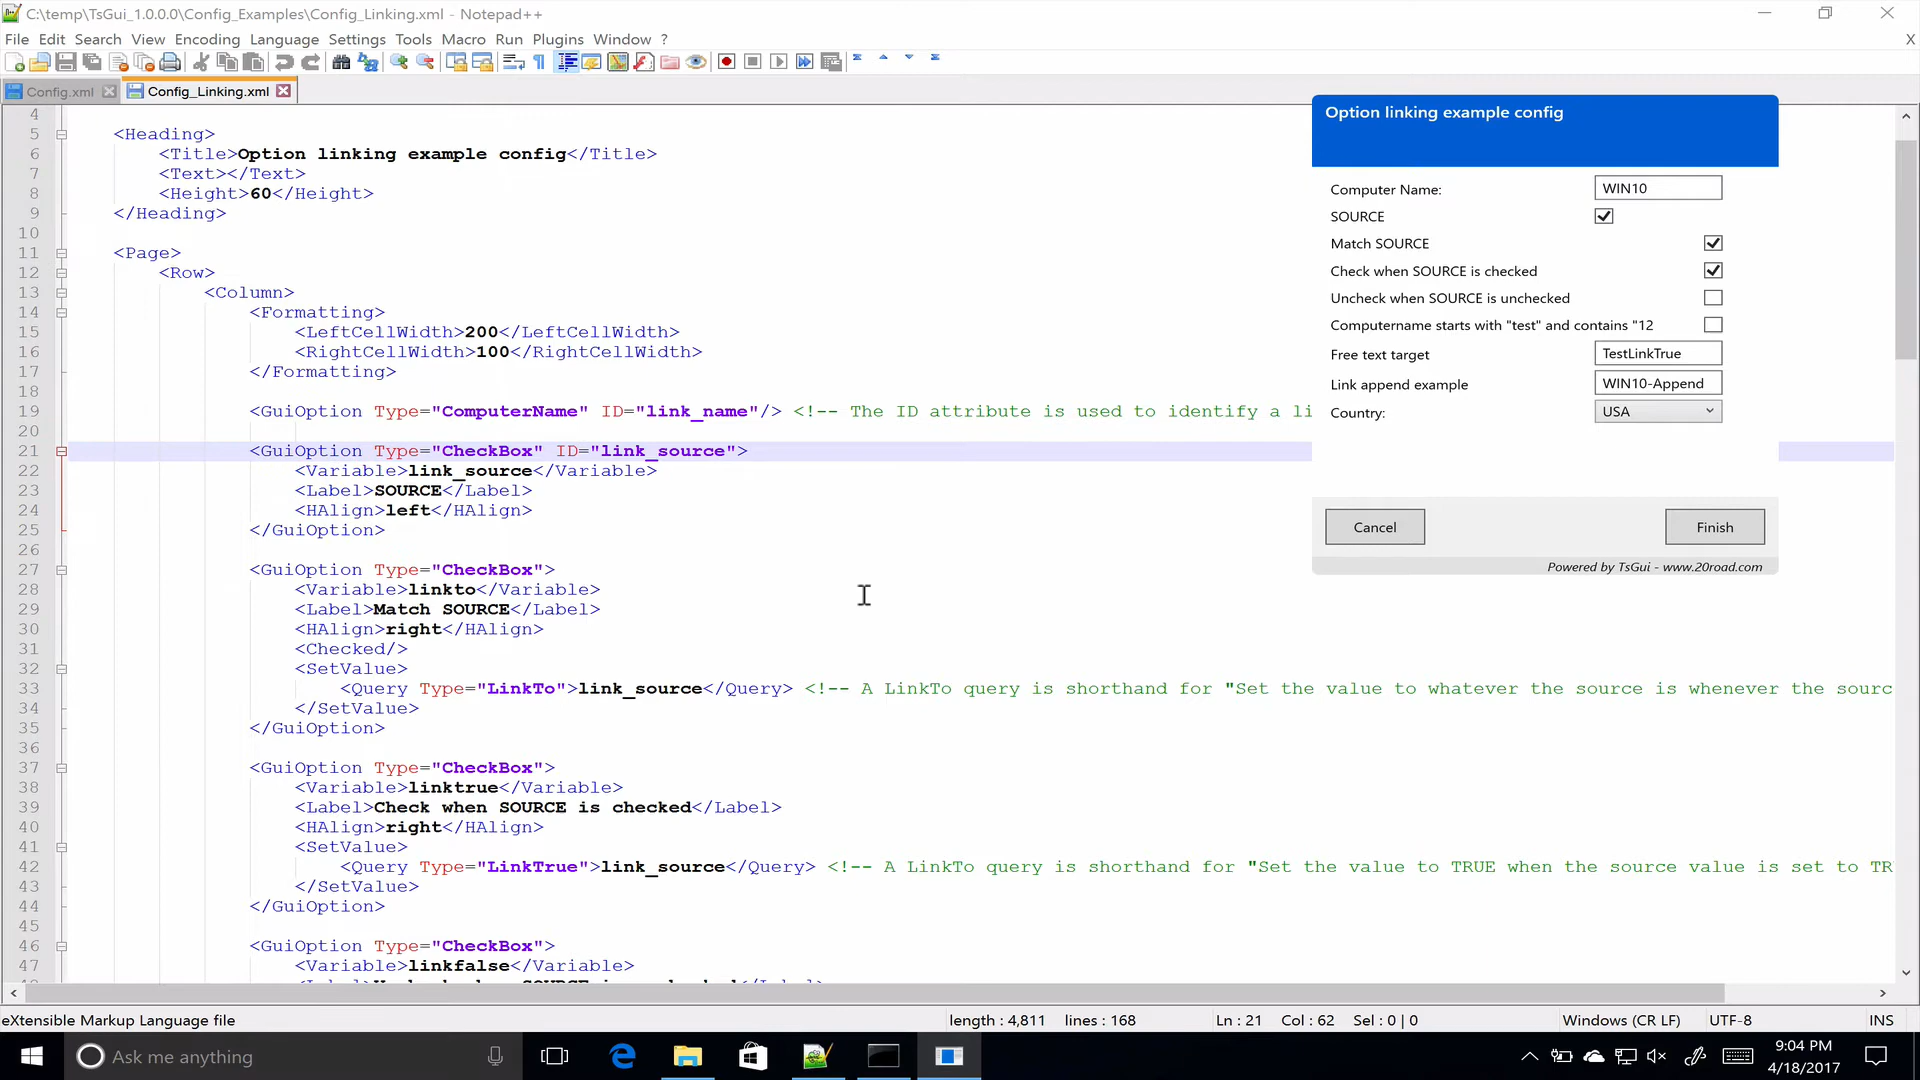 C:\temp\TsGui_1.0.0.0\Config_Examples\Config_Linking.xml - Notepad++
File Edit Search View Encoding Language Settings Tools Macro Run Plugins Window ? X
Config.xml Config_Linking.xml
4
5 <Heading>
6 <Title>Option linking example config</Title>
7 <Text></Text>
8 <Height>60</Height>
9 </Heading>
10
11 <Page>
12 <Row>
13 <Column>
14 <Formatting>
15 <LeftCellWidth>200</LeftCellWidth>
16 <RightCellWidth>100</RightCellWidth>
17 </Formatting>
18
19 <GuiOption Type="ComputerName" ID="link_name"/> <!-- The ID attribute is used to identify a li
20
21 <GuiOption Type="CheckBox" ID="link_source">
22 <Variable>link_source</Variable>
23 <Label>SOURCE</Label>
24 <HAlign>left</HAlign>
25 </GuiOption>
26
27 <GuiOption Type="CheckBox">
28 <Variable>linkto</Variable>
29 <Label>Match SOURCE</Label>
30 <HAlign>right</HAlign>
31 <Checked/>
32 <SetValue>
33 <Query Type="LinkTo">link_source</Query> <!-- A LinkTo query is shorthand for "Set the value to whatever the source is whenever the sourc
34 </SetValue>
35 </GuiOption>
36
37 <GuiOption Type="CheckBox">
38 <Variable>linktrue</Variable>
39 <Label>Check when SOURCE is checked</Label>
40 <HAlign>right</HAlign>
41 <SetValue>
42 <Query Type="LinkTrue">link_source</Query> <!-- A LinkTo query is shorthand for "Set the value to TRUE when the source value is set to TR
43 </SetValue>
44 </GuiOption>
45
46 <GuiOption Type="CheckBox">
47 <Variable>linkfalse</Variable>
Option linking example config
Computer Name: WIN10
SOURCE
Match SOURCE
Check when SOURCE is checked
Uncheck when SOURCE is unchecked
Computername starts with "test" and contains "12
Free text target TestLinkTrue
Link append example WIN10-Append
Country: USA
Cancel Finish
Powered by TsGui - www.20road.com
eXtensible Markup Language file length : 4,811 lines : 168 Ln : 21 Col : 62 Sel : 0 | 0 Windows (CR LF) UTF-8 INS
Ask me anything
9:04 PM
4/18/2017